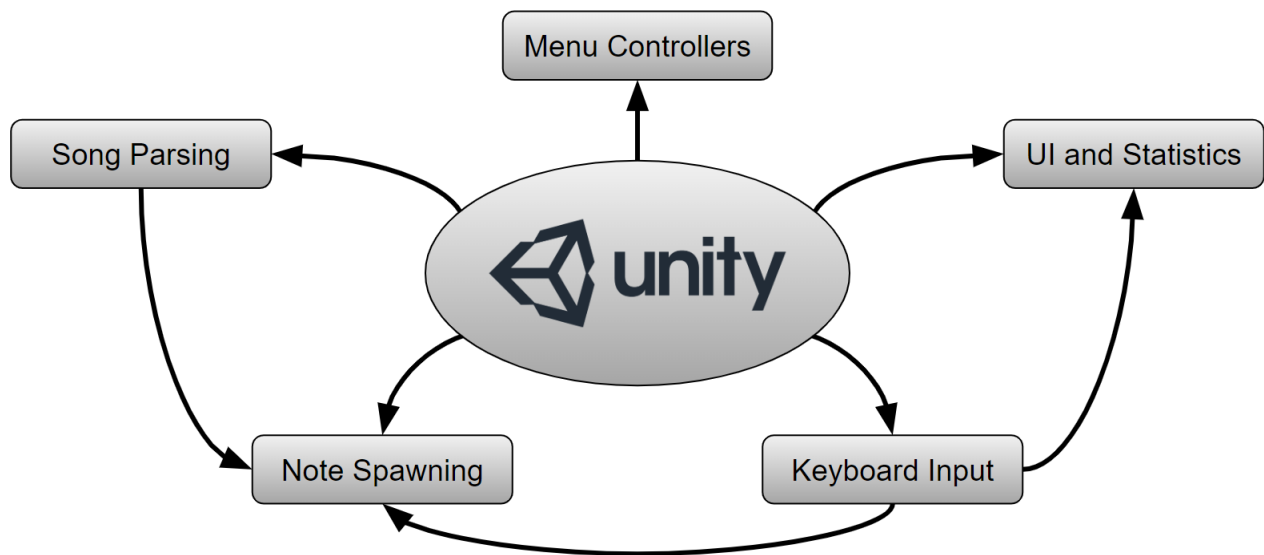 Menu Controllers
Song Parsing
UI and Statistics
unity
Note Spawning
Keyboard Input